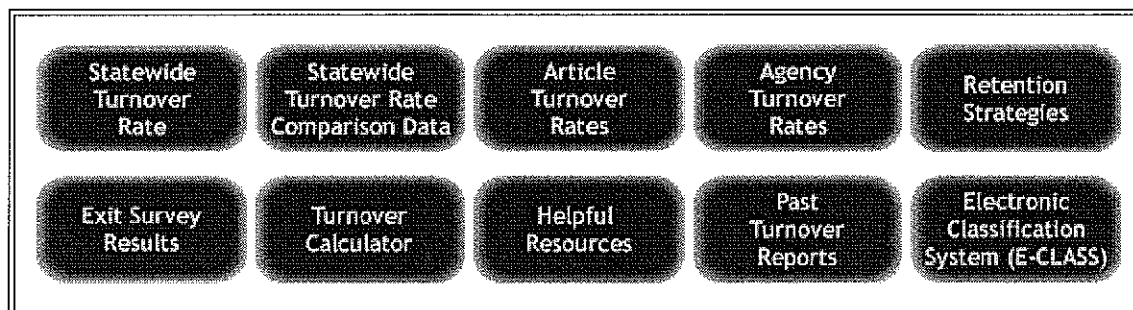 Statewide
Turnover
Rate
Statewide
Turnover Rate
Comparison Data
Article
Turnover
Rates
Agency
Turnover
Rates
Retention
Strategies
Exit Survey
Results
Turnover
Calculator
Helpful
Resources
Past
Turnover
Reports
Electronic
Classification
System (E-CLASS)